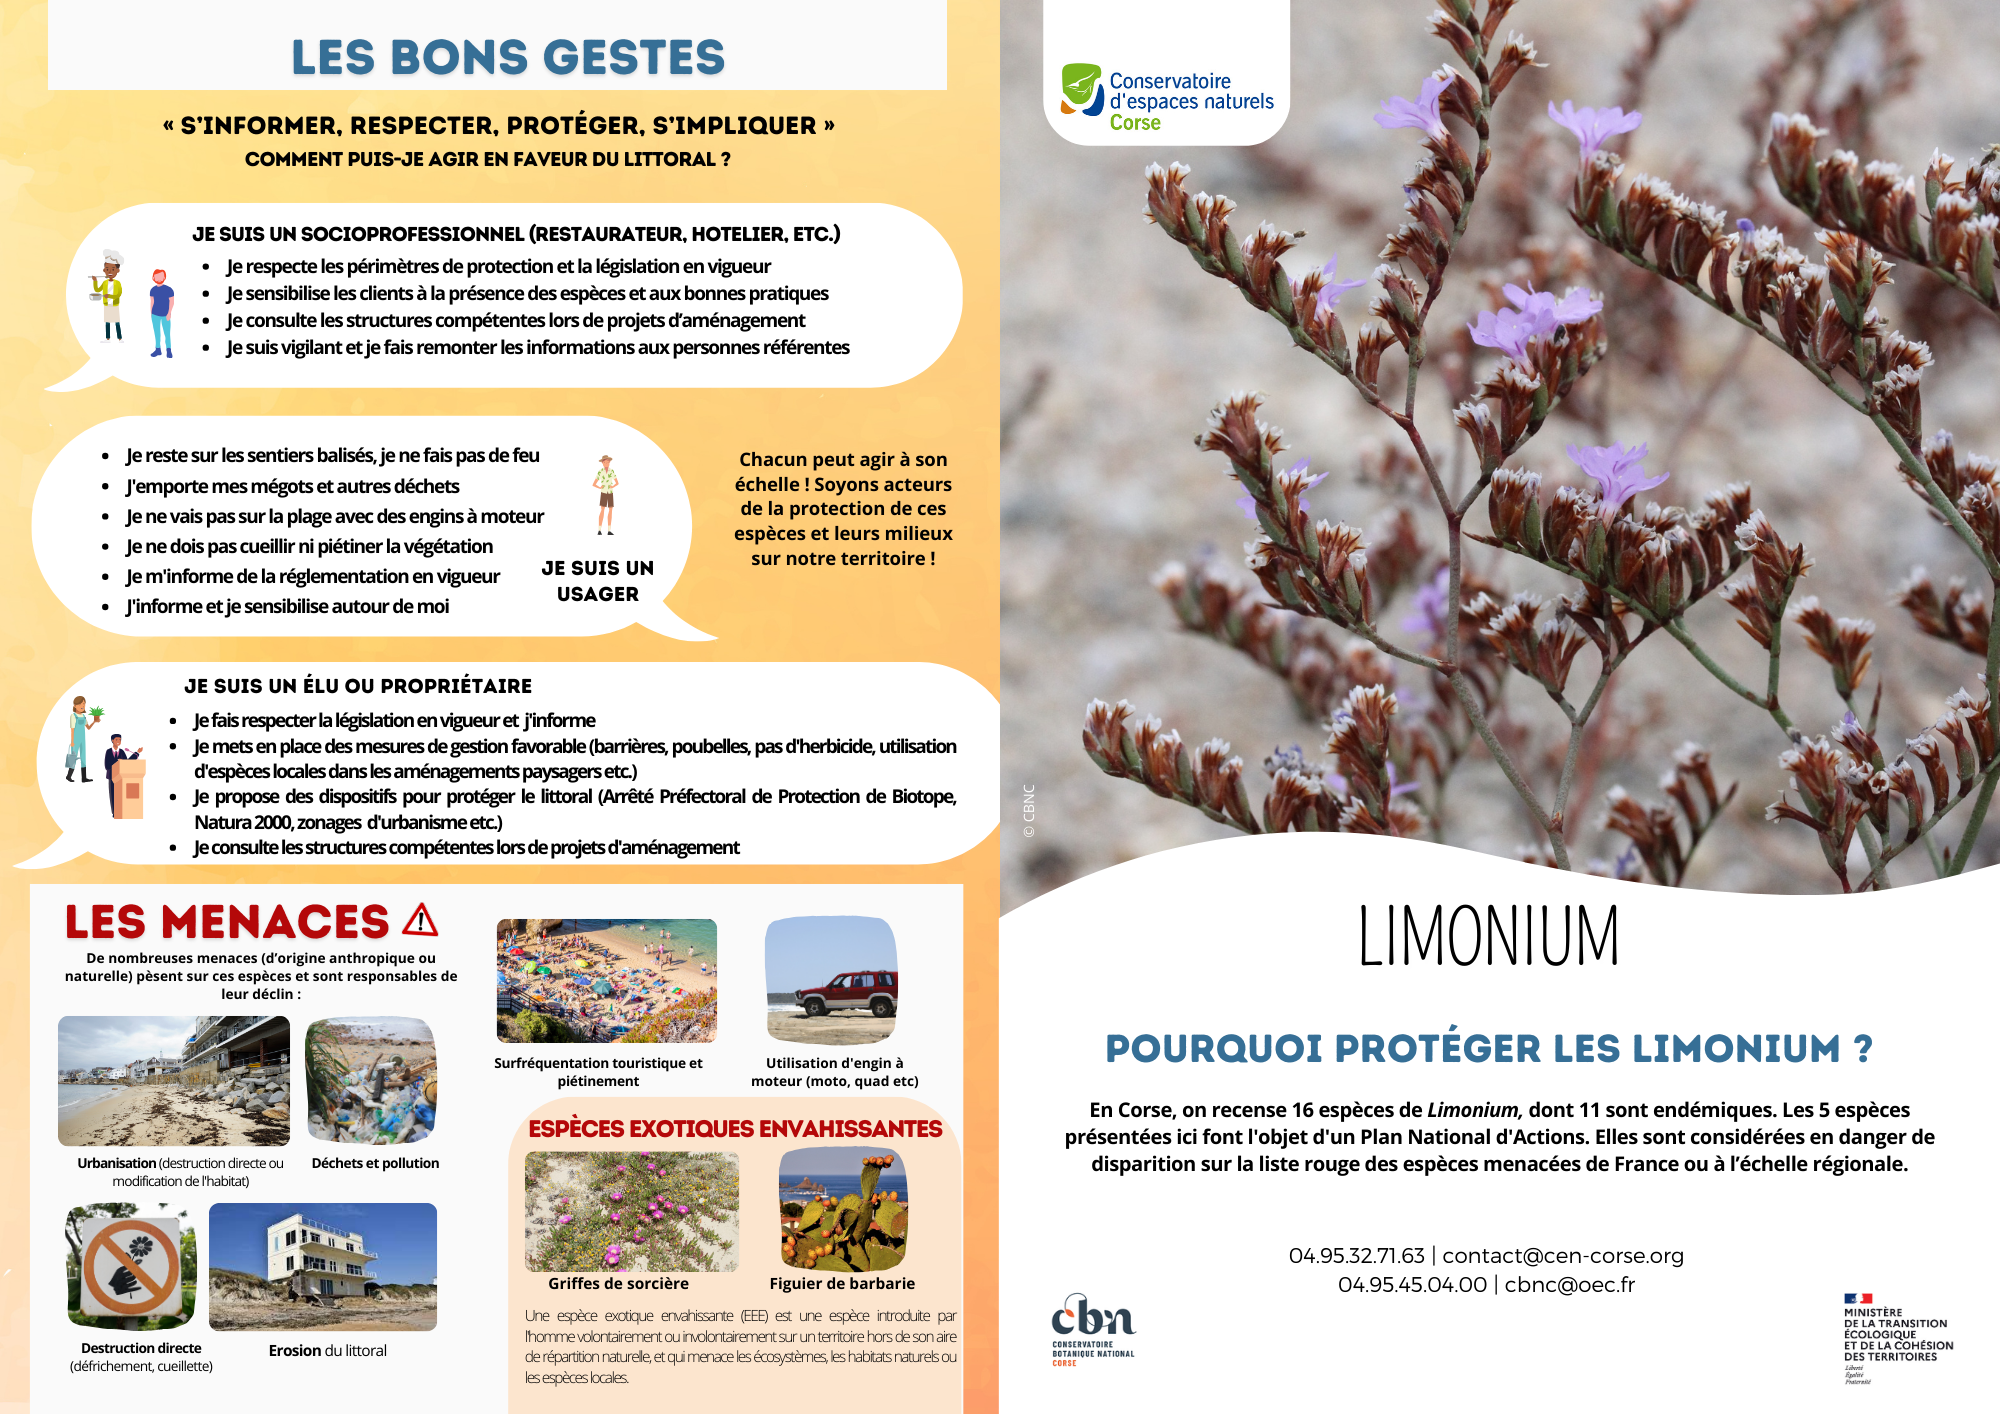 LES BONS GESTES
« S'INFORMER, RESPECTER, PROTÉGER, S'IMPLIQUER »
COMMENT PUIS-JE AGIR EN FAVEUR DU LITTORAL ?
JE SUIS UN SOCIOPROFESSIONNEL (RESTAURATEUR, HOTELIER, ETC.)
• Je respecte les périmètres de protection et la législation en vigueur
• Je sensibilise les clients à la présence des espèces et aux bonnes pratiques
• Je consulte les structures compétentes lors de projets d’aménagement
• Je suis vigilant et je fais remonter les informations aux personnes référentes
• Je reste sur les sentiers balisés, je ne fais pas de feu
• J'emporte mes mégots et autres déchets
• Je ne vais pas sur la plage avec des engins à moteur
• Je ne dois pas cueillir ni piétiner la végétation
• Je m'informe de la réglementation en vigueur
• J'informe et je sensibilise autour de moi
JE SUIS UN
USAGER
Chacun peut agir à son
échelle ! Soyons acteurs
de la protection de ces
espèces et leurs milieux
sur notre territoire !
JE SUIS UN ÉLU OU PROPRIÉTAIRE
• Je fais respecter la législation en vigueur et j'informe
• Je mets en place des mesures de gestion favorable (barrières, poubelles, pas d'herbicide, utilisation
d'espèces locales dans les aménagements paysagers etc.)
• Je propose des dispositifs pour protéger le littoral (Arrêté Préfectoral de Protection de Biotope,
Natura 2000, zonages d'urbanisme etc.)
• Je consulte les structures compétentes lors de projets d'aménagement
LES MENACES
De nombreuses menaces (d’origine anthropique ou
naturelle) pèsent sur ces espèces et sont responsables de
leur déclin :
Urbanisation (destruction directe ou
modification de l'habitat)
Déchets et pollution
Destruction directe
(défrichement, cueillette)
Erosion du littoral
Surfréquentation touristique et
piétinement
Utilisation d'engin à
moteur (moto, quad etc)
ESPÈCES EXOTIQUES ENVAHISSANTES
Griffes de sorcière
Figuier de barbarie
Une espèce exotique envahissante (EEE) est une espèce introduite par
l'homme volontairement ou involontairement sur un territoire hors de son aire
de répartition naturelle, et qui menace les écosystèmes, les habitats naturels ou
les espèces locales.
Conservatoire
d'espaces naturels
Corse
© CBNC
LIMONIUM
POURQUOI PROTÉGER LES LIMONIUM ?
En Corse, on recense 16 espèces de Limonium, dont 11 sont endémiques. Les 5 espèces
présentées ici font l'objet d'un Plan National d'Actions. Elles sont considérées en danger de
disparition sur la liste rouge des espèces menacées de France ou à l’échelle régionale.
04.95.32.71.63 | contact@cen-corse.org
04.95.45.04.00 | cbnc@oec.fr
cbn
CONSERVATOIRE
BOTANIQUE NATIONAL
CORSE
MINISTÈRE
DE LA TRANSITION
ÉCOLOGIQUE
ET DE LA COHÉSION
DES TERRITOIRES
Liberté
Égalité
Fraternité